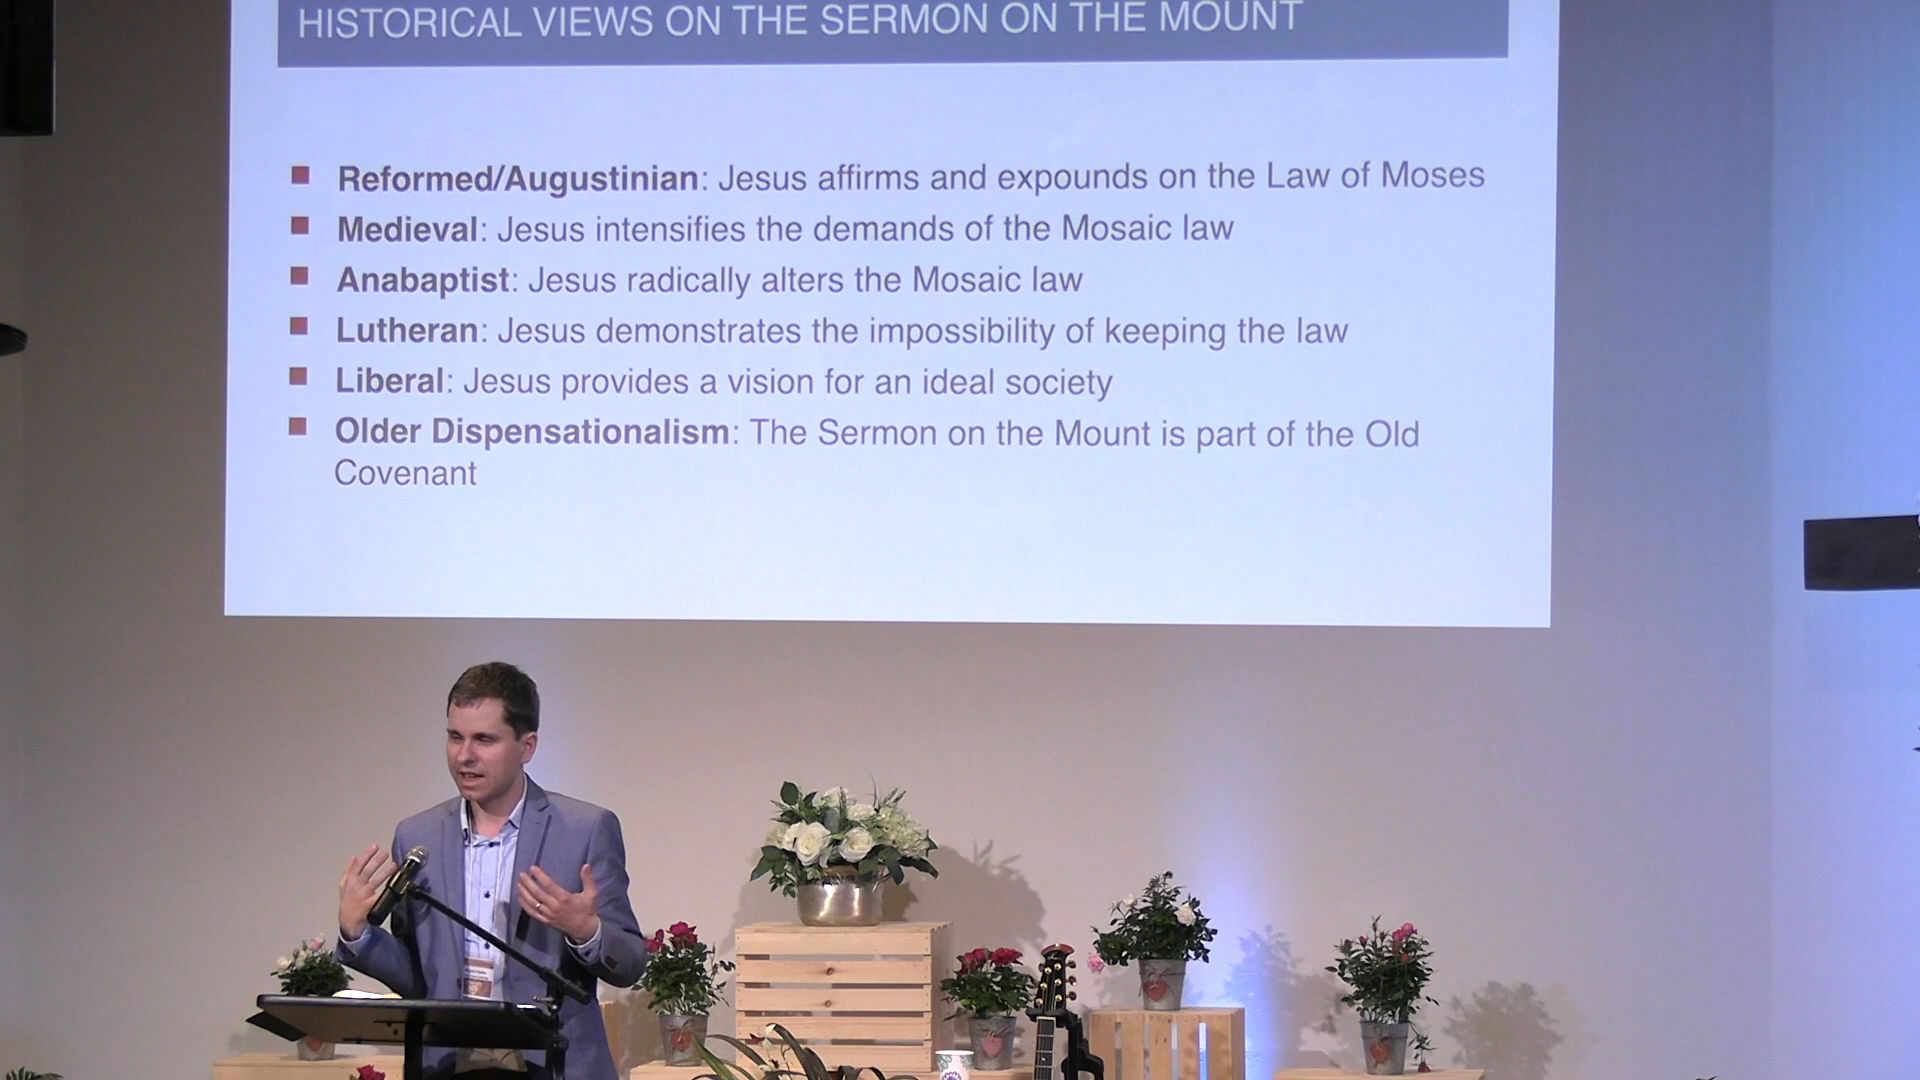 HISTORICAL VIEWS ON THE SERMON ON THE MOUNT
Reformed/Augustinian: Jesus affirms and expounds on the Law of Moses
Medieval: Jesus intensifies the demands of the Mosaic law
Anabaptist: Jesus radically alters the Mosaic law
Lutheran: Jesus demonstrates the impossibility of keeping the law
Liberal: Jesus provides a vision for an ideal society
Older Dispensationalism: The Sermon on the Mount is part of the Old
Covenant